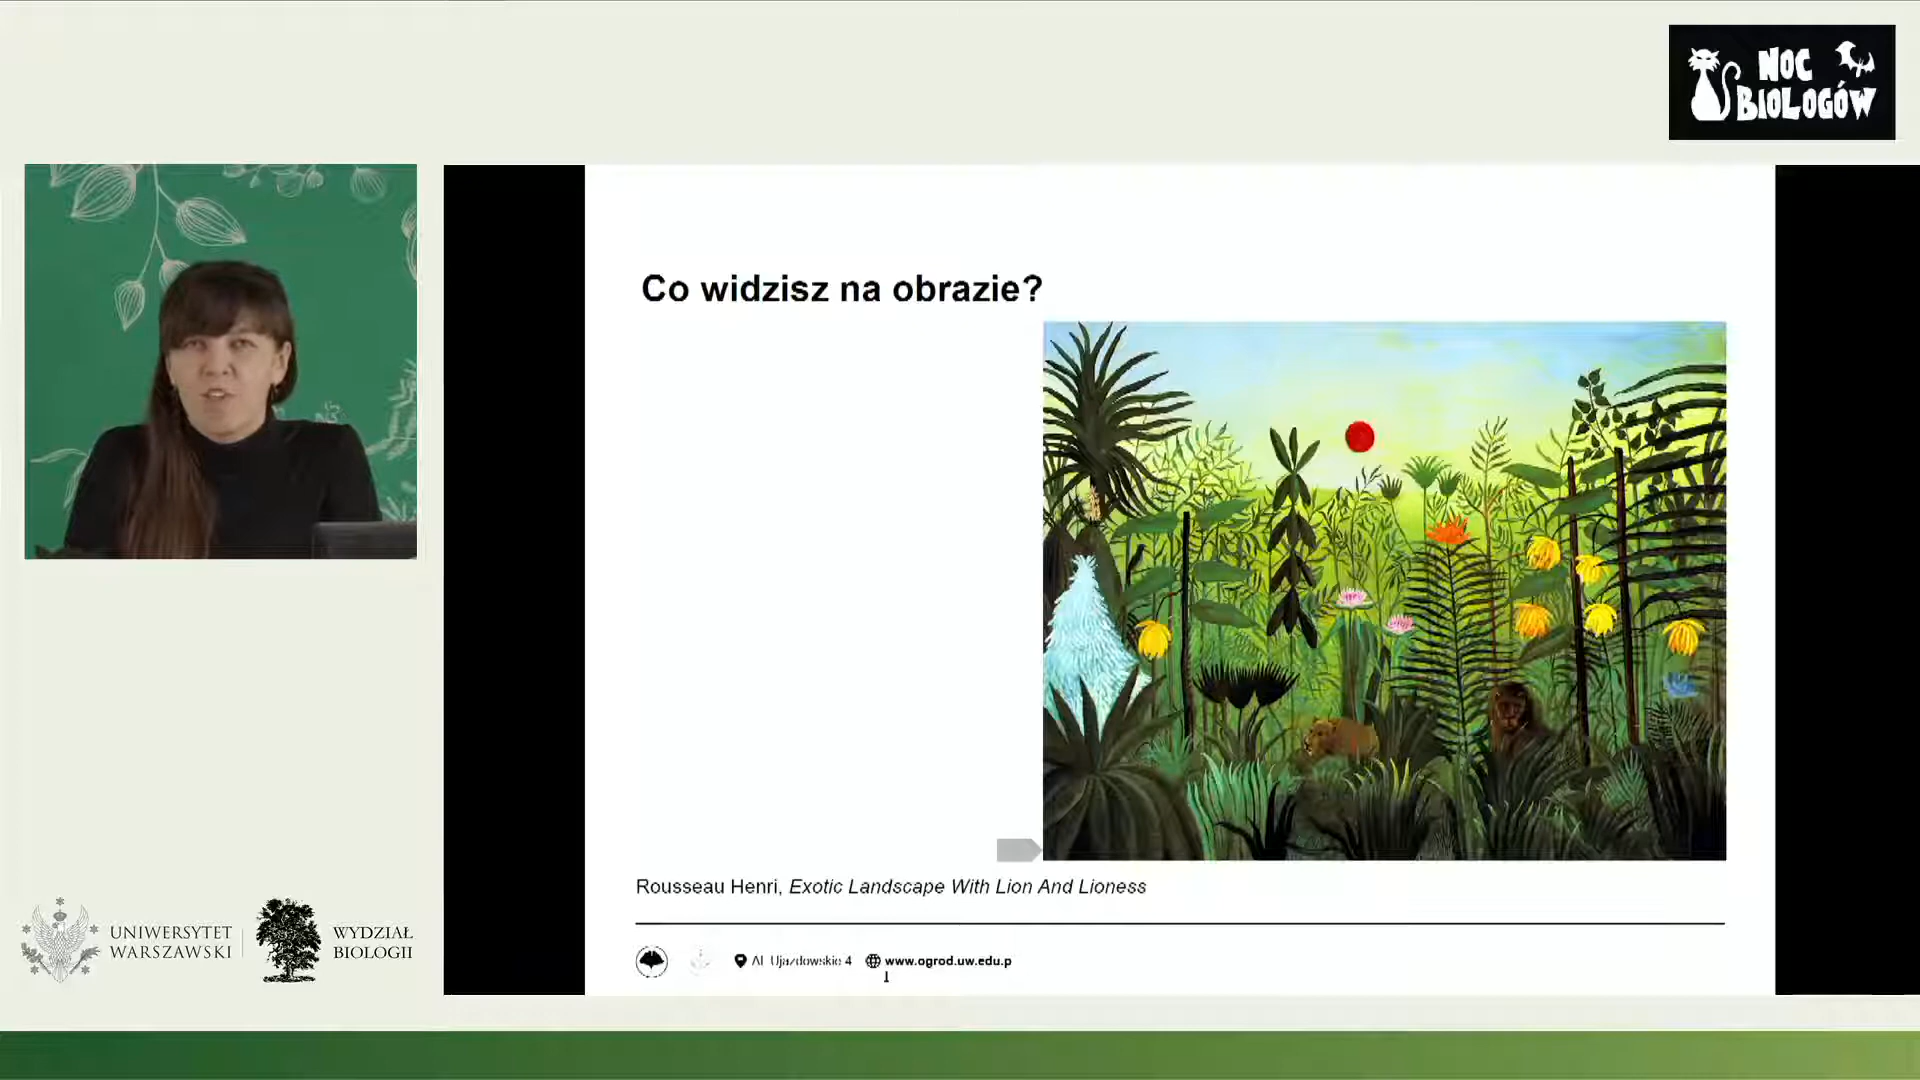 NOC
BIOLOGÓW
Co widzisz na obrazie?
Rousseau Henri, Exotic Landscape With Lion And Lioness
Al. Ujazdowskie 4
www.ogrod.uw.edu.p
l
UNIWERSYTET
WARSZAWSKI
WYDZIAŁ
BIOLOGII